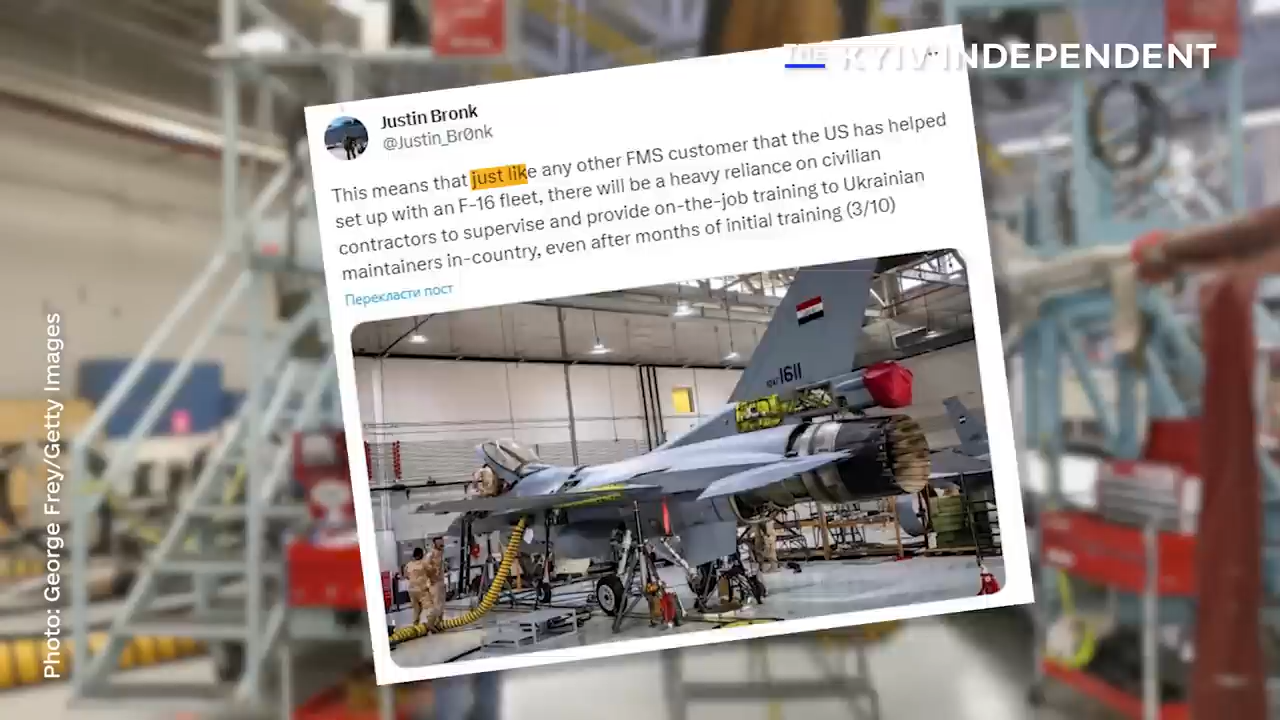 THE KYIV INDEPENDENT
Justin Bronk
@Justin_Br0nk
This means that just like any other FMS customer that the US has helped
set up with an F-16 fleet, there will be a heavy reliance on civilian
contractors to supervise and provide on-the-job training to Ukrainian
maintainers in-country, even after months of initial training (3/10)
Перекласти пост
1611
Photo: George Frey/Getty Images